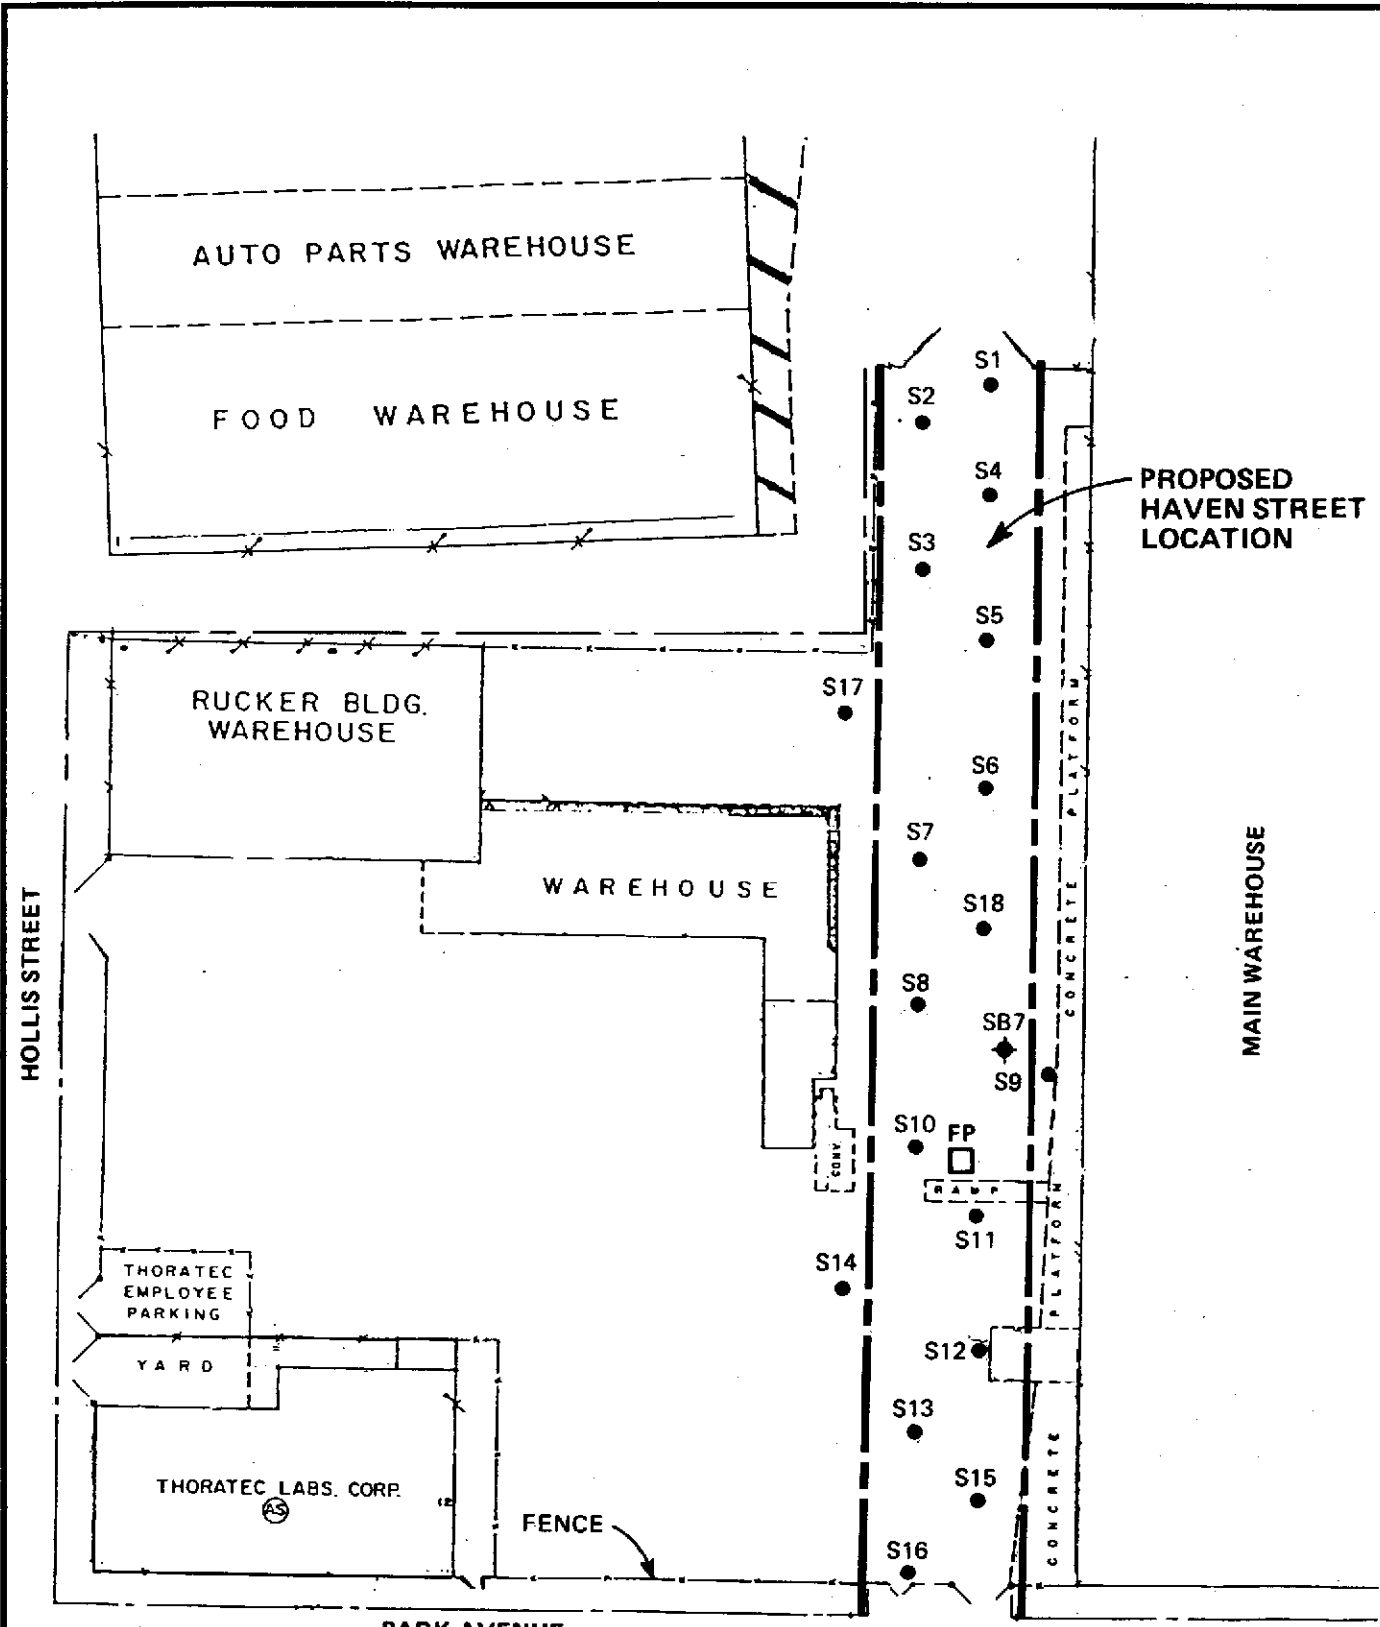 AUTO PARTS WAREHOUSE
FOOD WAREHOUSE
S1
S2
S4
PROPOSED
HAVEN STREET
LOCATION
S3
S5
RUCKER BLDG.
WAREHOUSE
S17
S6
S7
WAREHOUSE
S18
S8
SB7
S9
S10
FP
RAMP
CONV.
S11
CONCRETE PLATFORM
MAIN WAREHOUSE
HOLLIS STREET
THORATEC
EMPLOYEE
PARKING
YARD
S14
S12
S13
S15
CONCRETE PLATFORM
THORATEC LABS. CORP.
AS
FENCE
S16
PARK AVENUE